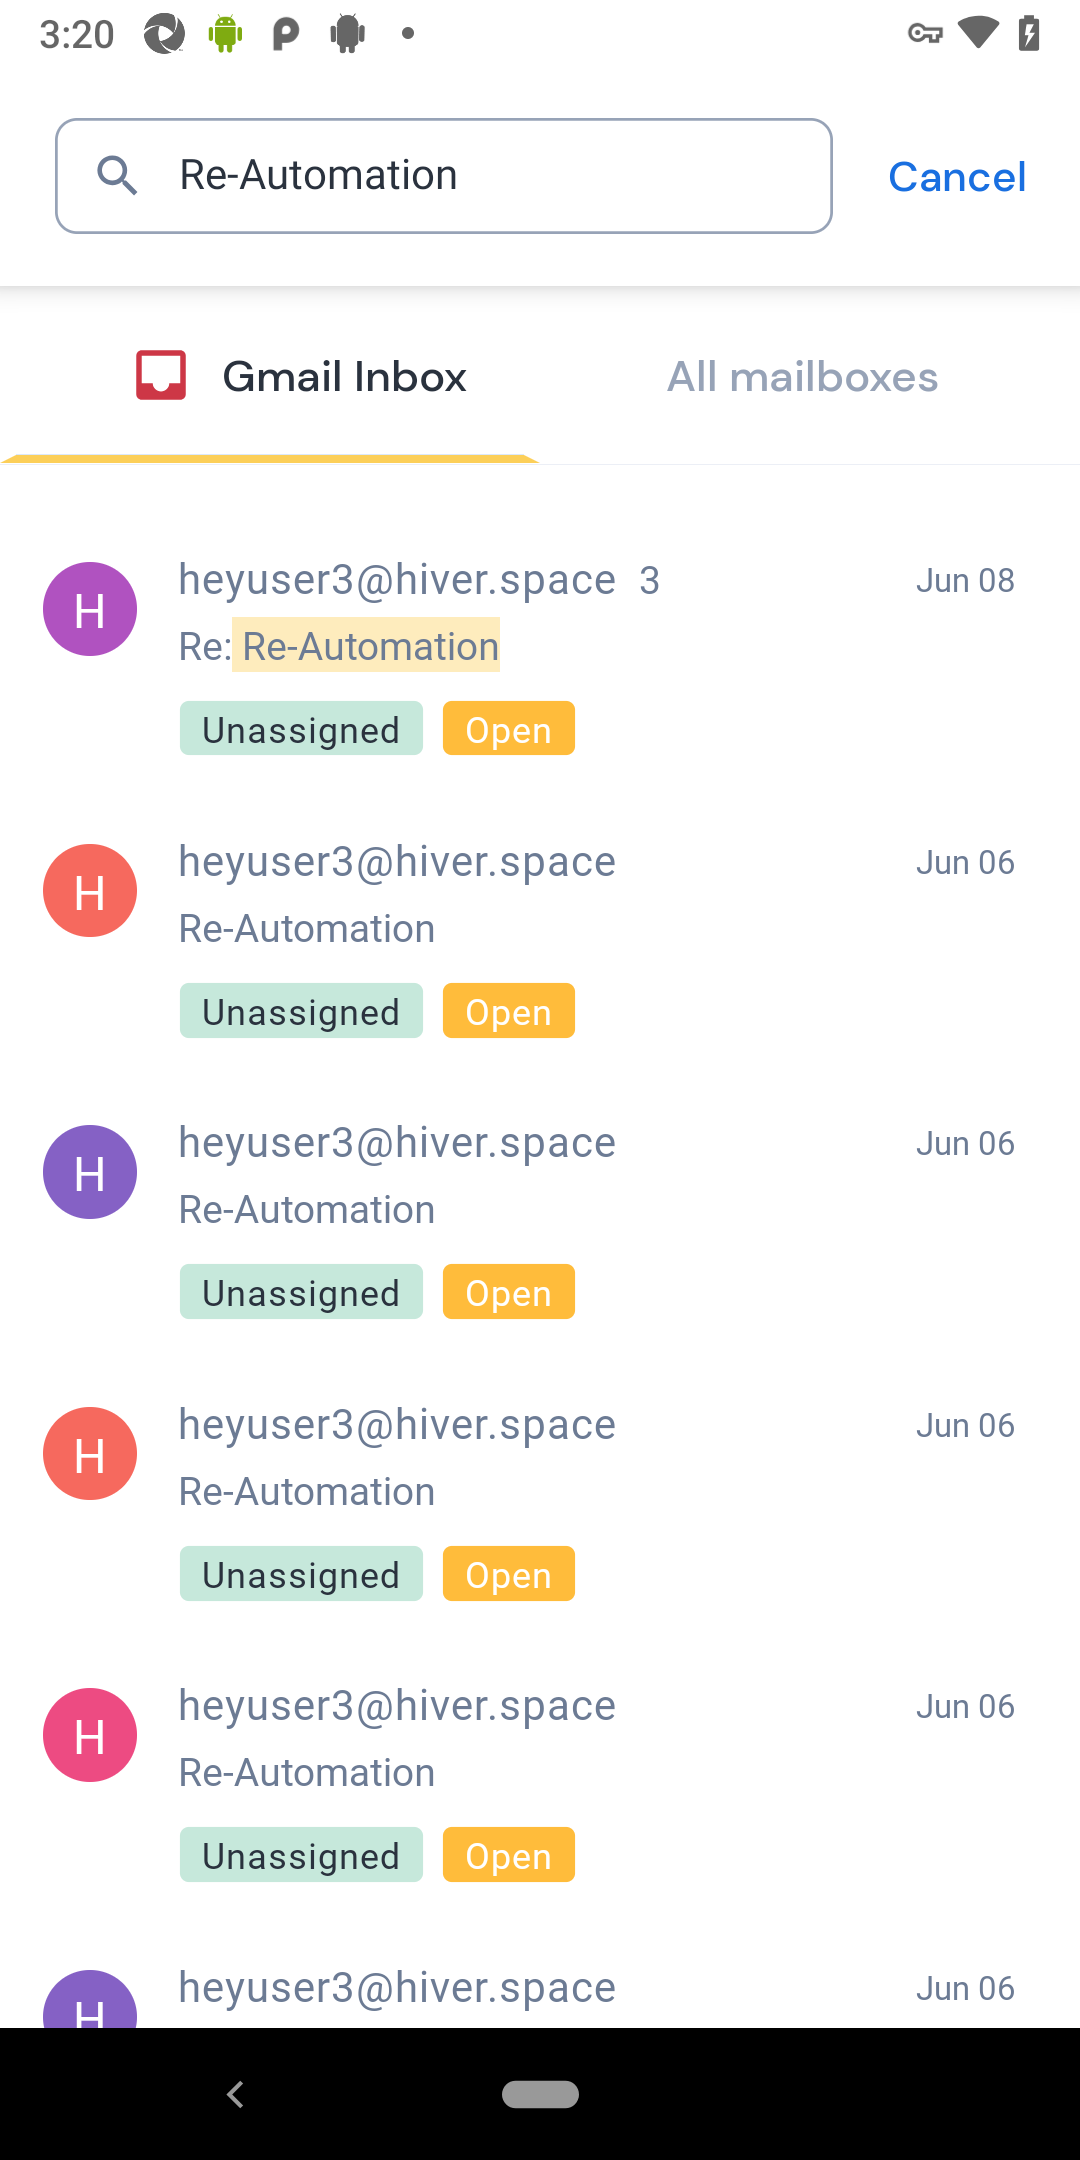 3:20
Re-Automation
Cancel
Gmail Inbox
All mailboxes
H
heyuser3@hiver.space 3
Jun 08
Re: Re-Automation
Unassigned
Open
H
heyuser3@hiver.space
Jun 06
Re-Automation
Unassigned
Open
H
heyuser3@hiver.space
Jun 06
Re-Automation
Unassigned
Open
H
heyuser3@hiver.space
Jun 06
Re-Automation
Unassigned
Open
H
heyuser3@hiver.space
Jun 06
Re-Automation
Unassigned
Open
H
heyuser3@hiver.space
Jun 06